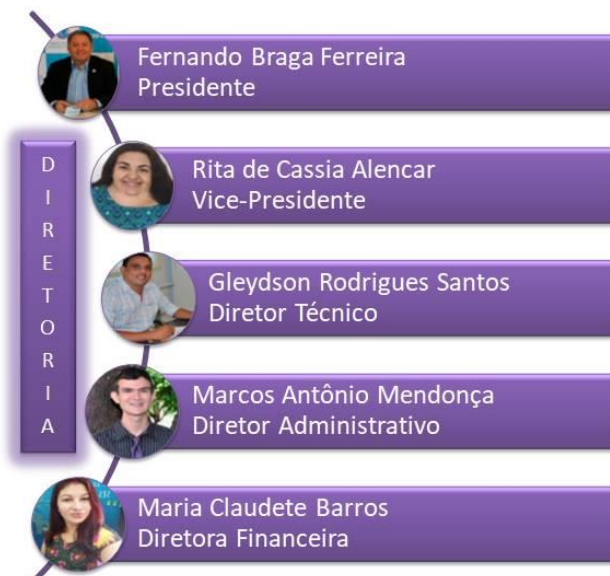 Fernando Braga Ferreira
Presidente
DIRETORIA
Rita de Cassia Alencar
Vice-Presidente
Gleydson Rodrigues Santos
Diretor Técnico
Marcos Antônio Mendonça
Diretor Administrativo
Maria Claudete Barros
Diretora Financeira